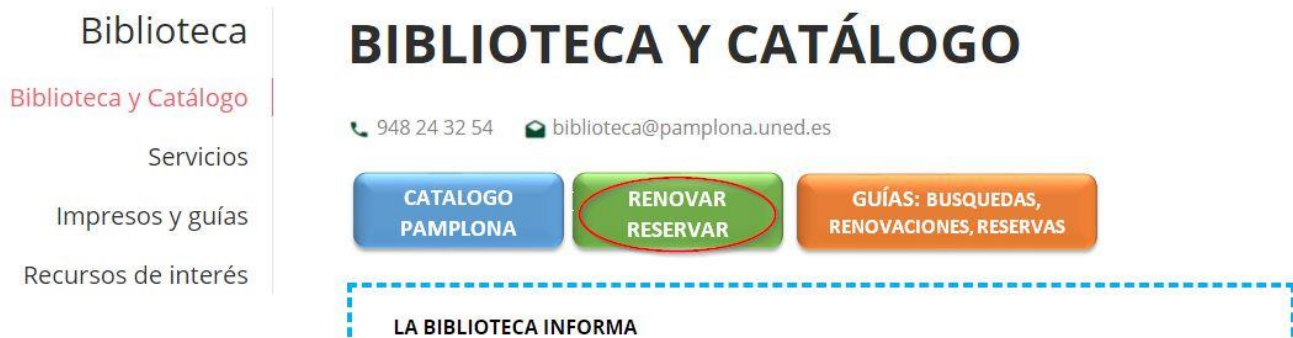 Biblioteca
Biblioteca y Catálogo
Servicios
Impresos y guías
Recursos de interés
BIBLIOTECA Y CATÁLOGO
948 24 32 54 biblioteca@pamplona.uned.es
CATALOGO
PAMPLONA
RENOVAR
RESERVAR
GUÍAS: BUSQUEDAS,
RENOVACIONES, RESERVAS
LA BIBLIOTECA INFORMA